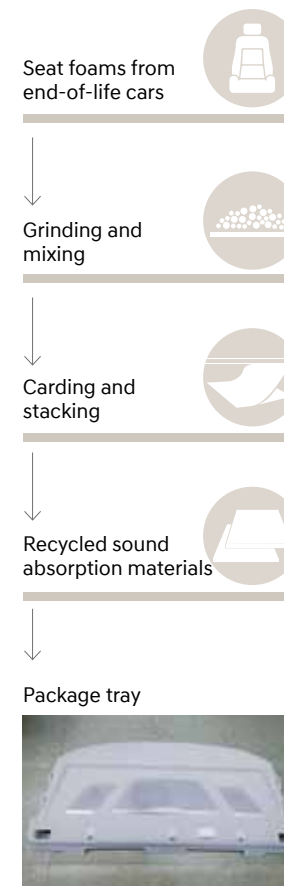 Seat foams from
end-of-life cars
Grinding and
mixing
Carding and
stacking
Recycled sound
absorption materials
Package tray